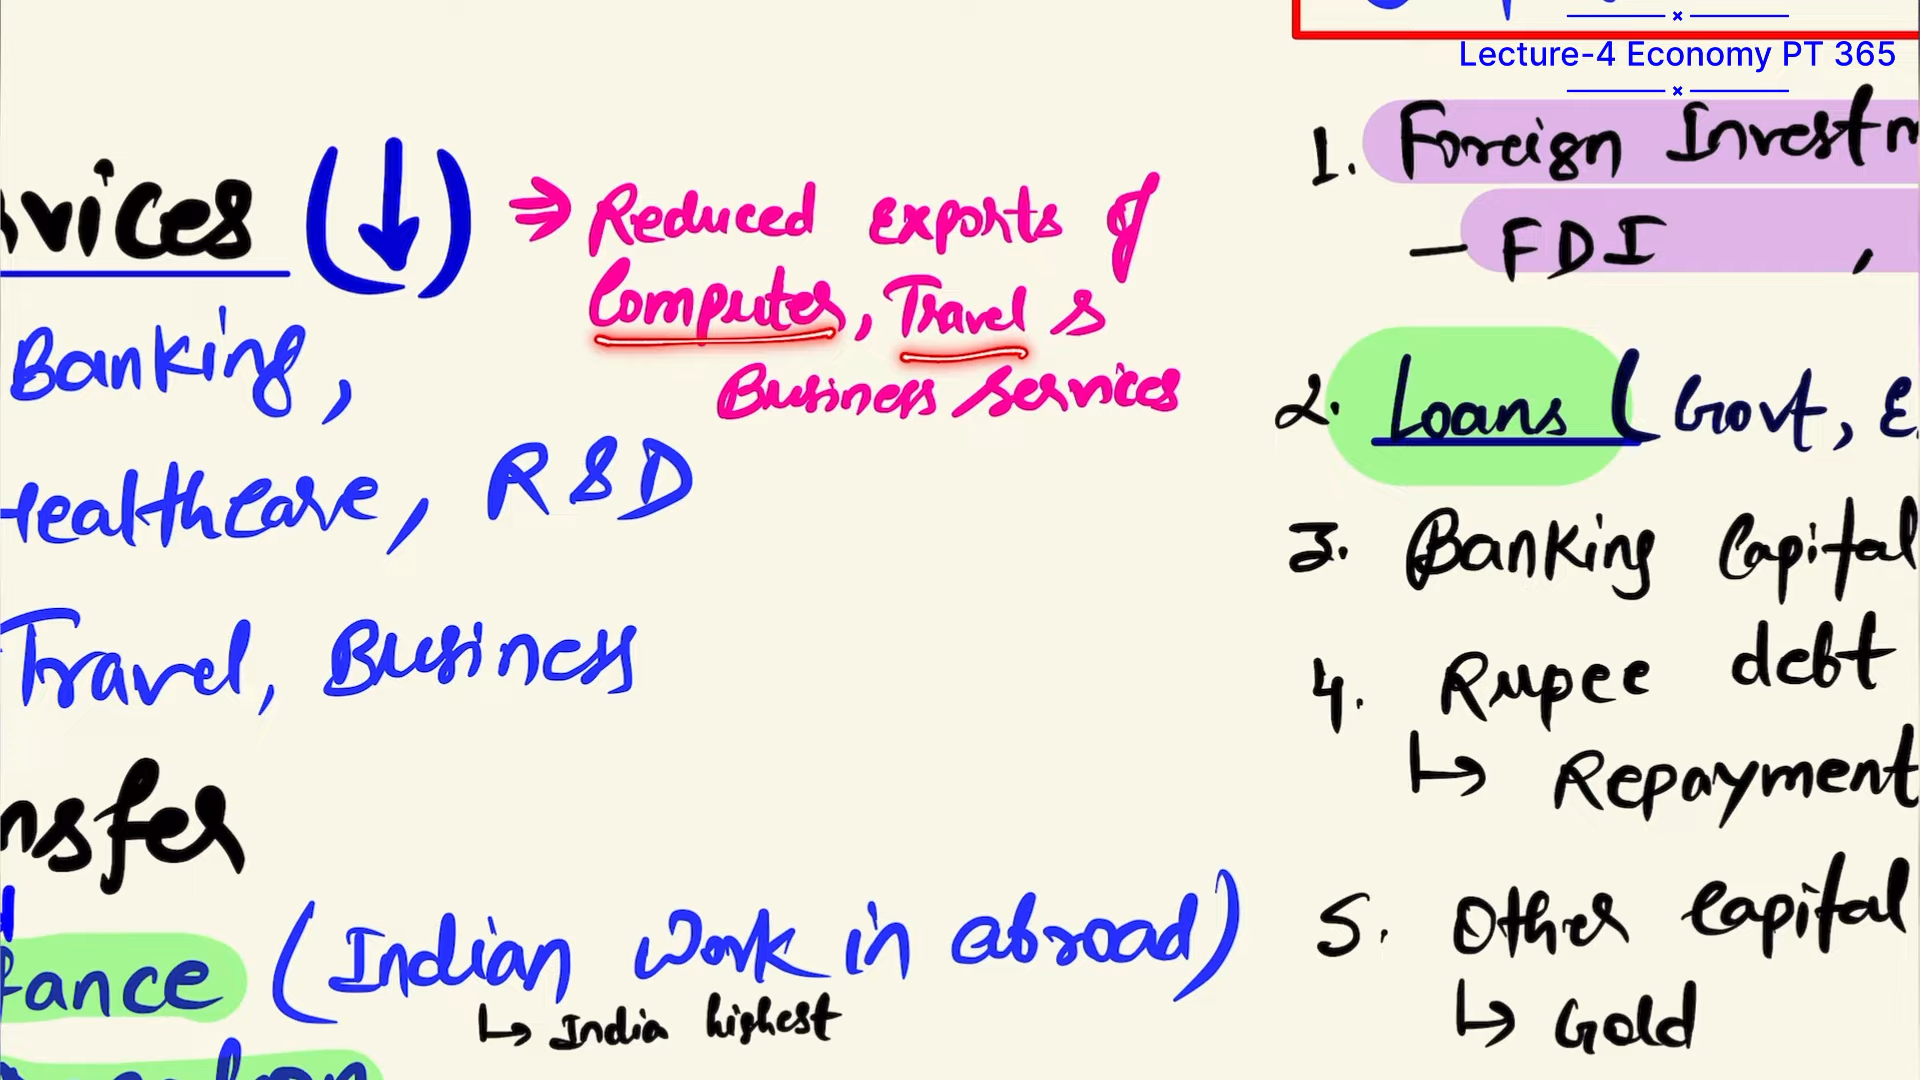 Lecture-4 Economy PT 365
vices (↓) ⇒ Reduced exports of
Computer, Travel &
Business Services
Banking,
Healthcare, R&D
Travel, Business
nsfer
tance (Indian work in abroad)
↳ India highest
1. Foreign Investm
– FDI ,
2. Loans (Govt, E
3. Banking Capital
4. Rupee debt
↳ Repayment
5. Other Capital
↳ Gold